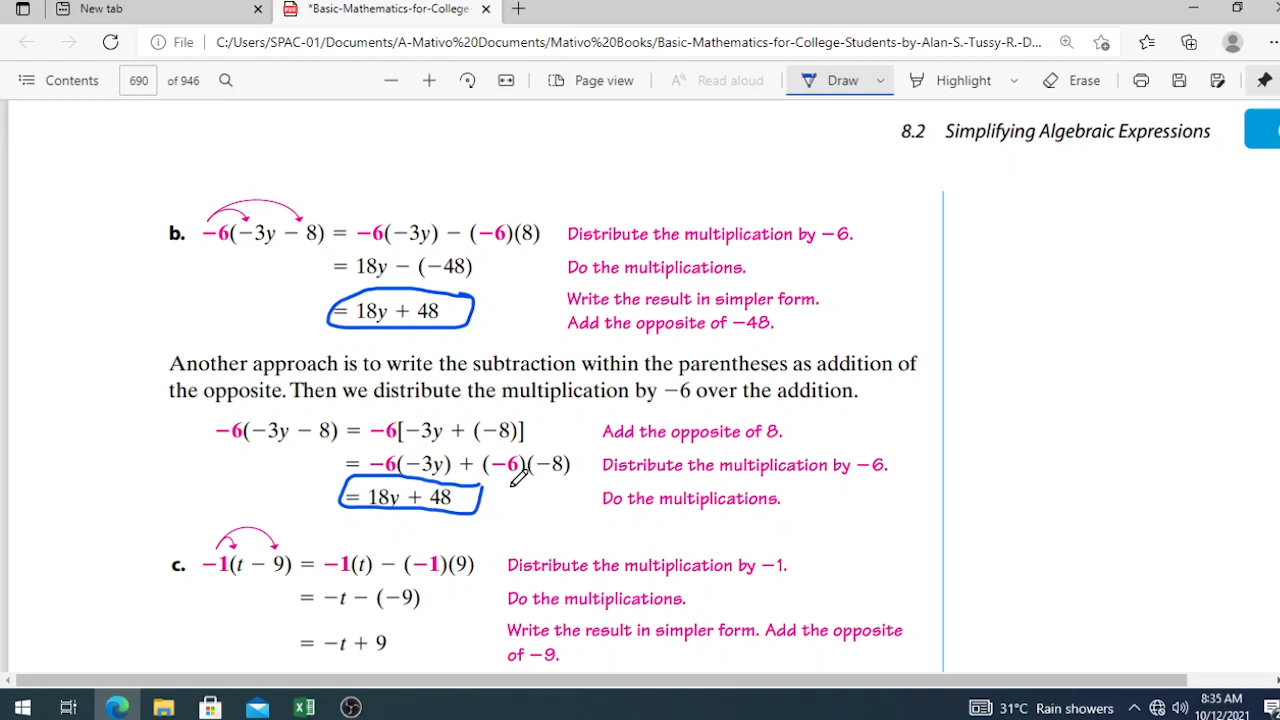 New tab
*Basic-Mathematics-for-College-
File
C:/Users/SPAC-01/Documents/A-Mativo%20Documents/Mativo%20Books/Basic-Mathematics-for-College-Students-by-Alan-S.-Tussy-R.-D...
Contents 690 of 946 Page view Read aloud Draw Highlight Erase
8.2 Simplifying Algebraic Expressions
b. −6(−3y − 8) = −6(−3y) − (−6)(8) Distribute the multiplication by −6.
= 18y − (−48) Do the multiplications.
= 18y + 48 Write the result in simpler form.
Add the opposite of −48.
Another approach is to write the subtraction within the parentheses as addition of
the opposite. Then we distribute the multiplication by −6 over the addition.
−6(−3y − 8) = −6[−3y + (−8)] Add the opposite of 8.
= −6(−3y) + (−6)(−8) Distribute the multiplication by −6.
= 18y + 48 Do the multiplications.
c. −1(t − 9) = −1(t) − (−1)(9) Distribute the multiplication by −1.
= −t − (−9) Do the multiplications.
= −t + 9 Write the result in simpler form. Add the opposite
of −9.
31°C Rain showers 8:35 AM
10/12/2021